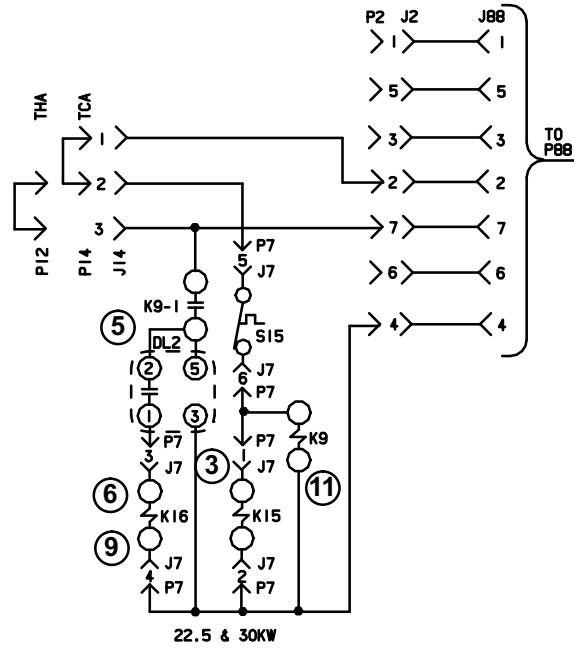 P2 J2 J88
1 1
THA TCA
5 5
1
3 3
TO
P88
2
2 2
P12 P14 J14
3
7 7
P7
5
J7
6 6
K9-1
S15
5
DL2
4 4
2 5
J7
6
P7
1 3
P7
3
J7
3
P7
1
J7
K9
11
6
K16
K15
9
J7
4
P7
J7
2
P7
22.5 & 30KW